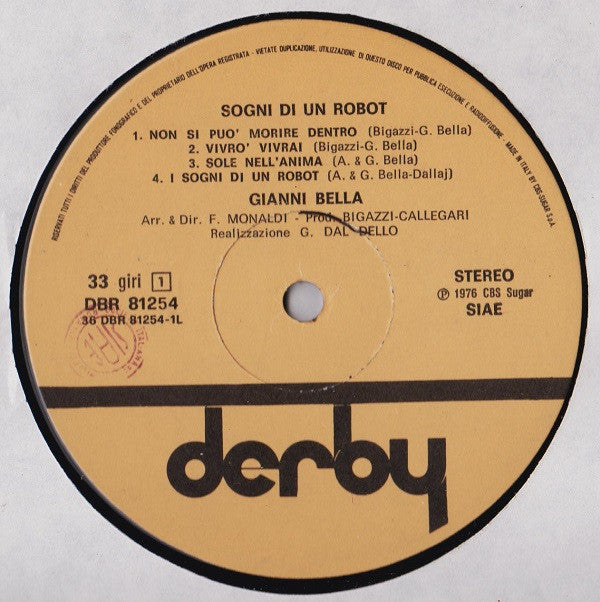 RISERVATI TUTTI I DIRITTI DEL PRODUTTORE FONOGRAFICO E DEL PROPRIETARIO DELL'OPERA REGISTRATA - VIETATE DUPLICAZIONE, UTILIZZAZIONE DI QUESTO DISCO PER PUBBLICA ESECUZIONE E RADIODIFFUSIONE. MADE IN ITALY BY CBS-SUGAR S.p.A.
SOGNI DI UN ROBOT
1. NON SI PUO' MORIRE DENTRO (Bigazzi-G. Bella)
2. VIVRO' VIVRAI (Bigazzi-G. Bella)
3. SOLE NELL'ANIMA (A. & G. Bella)
4. I SOGNI DI UN ROBOT (A. & G. Bella-Dallaj)
GIANNI BELLA
Arr. & Dir. F. MONALDI - Prod. BIGAZZI-CALLEGARI
Realizzazione G. DAL DELLO
33 giri 1
DBR 81254
36 DBR 81254-1L
STEREO
℗ 1976 CBS Sugar
SIAE
derby